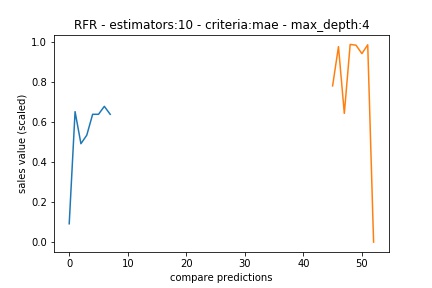 RFR - estimators:10 - criteria:mae - max_depth:4
sales value (scaled)
1.0
0.8
0.6
0.4
0.2
0.0
0 10 20 30 40 50
compare predictions